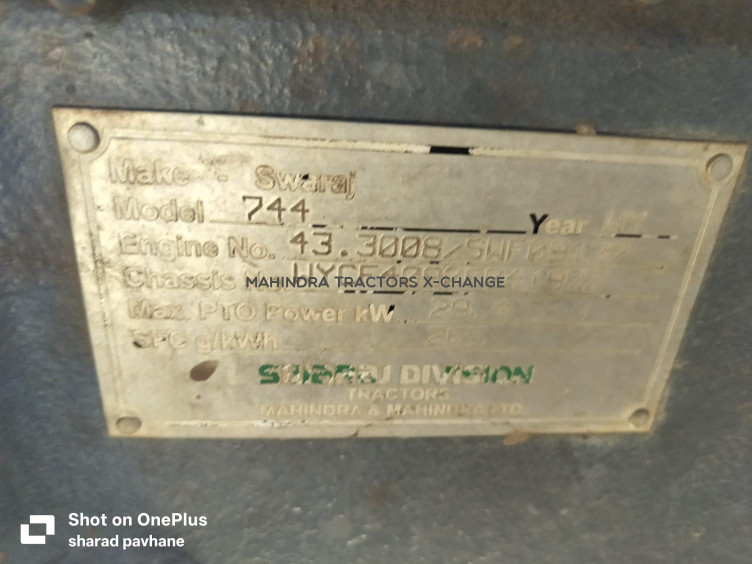 Make - Swaraj
Model 744 Year
Engine No. 43.3008/SWF
Chassis
MAHINDRA TRACTORS X-CHANGE
Max. PTO Power kW
SFC g/kWh
SWARAJ DIVISION
TRACTORS
MAHINDRA & MAHINDRA LTD.
Shot on OnePlus
sharad pavhane